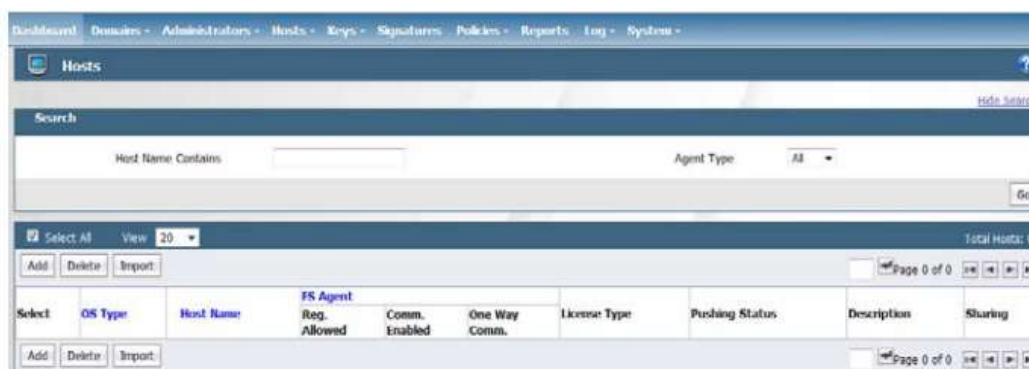 Dashboard Domains Administrators Hosts Keys Signatures Policies Reports Log System
Hosts
Search
Host Name Contains
Agent Type All
Select All View 20 Total Hosts:
Add Delete Import Page 0 of 0
Select OS Type Host Name FS Agent License Type Pushing Status Description Sharing
Reg. Allowed Comm. Enabled One Way Comm.
Add Delete Import Page 0 of 0